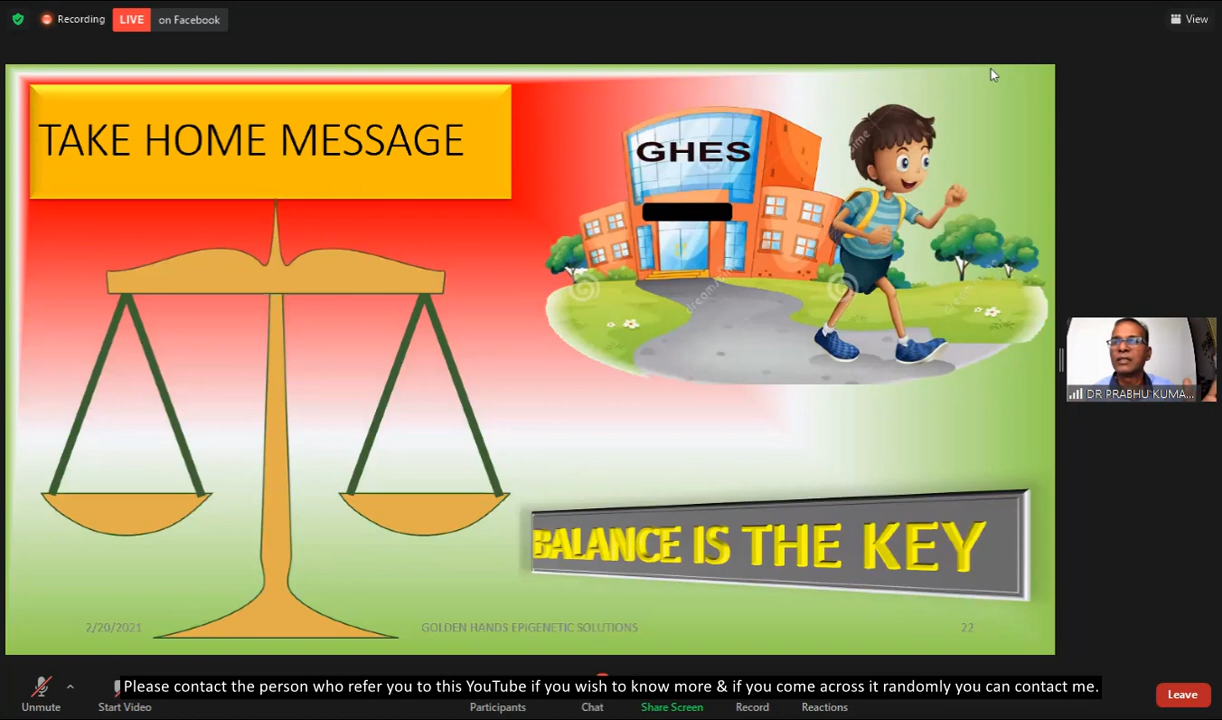 Recording
LIVE
on Facebook
View
TAKE HOME MESSAGE
GHES
dreamstime
BALANCE IS THE KEY
DR PRABHU KUMA...
2/20/2021
GOLDEN HANDS EPIGENETIC SOLUTIONS
22
Please contact the person who refer you to this YouTube if you wish to know more & if you come across it randomly you can contact me.
Unmute
Start Video
Participants
Chat
Share Screen
Record
Reactions
Leave